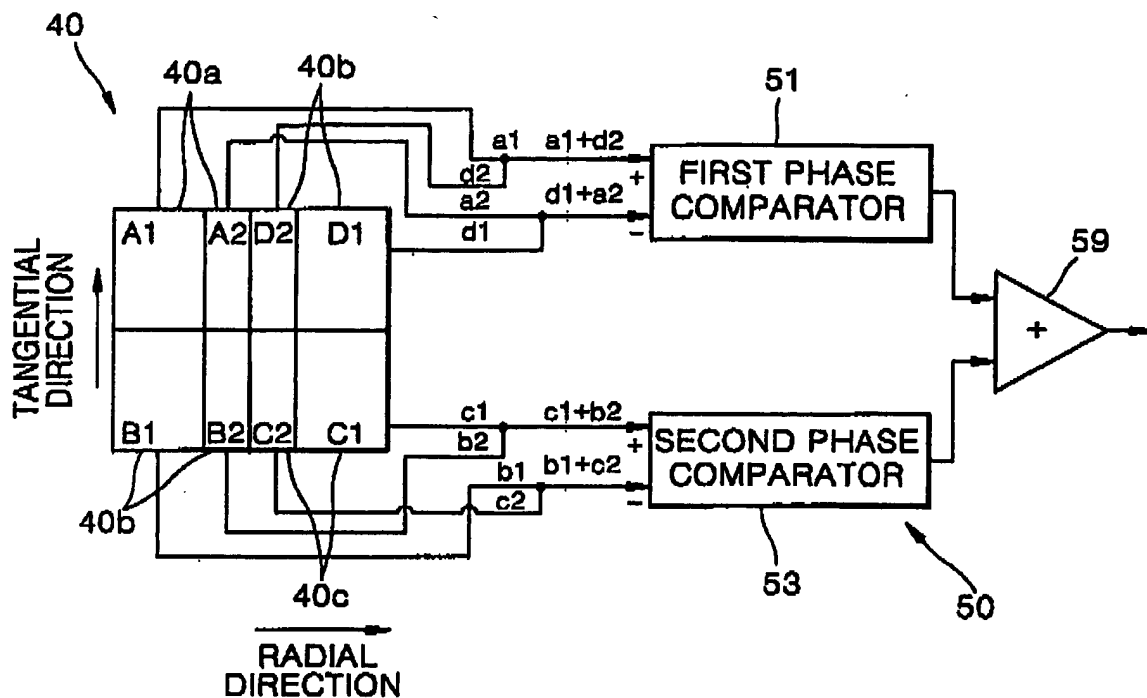 40
40a
40b
51
a1
a1+d2
+
FIRST PHASE
COMPARATOR
d2
a2
d1+a2
−
d1
A1 A2 D2 D1
TANGENTIAL
DIRECTION
59
+
B1 B2 C2 C1
c1
c1+b2
+
SECOND PHASE
COMPARATOR
b2
b1
b1+c2
−
c2
40b
40c
53
50
RADIAL
DIRECTION